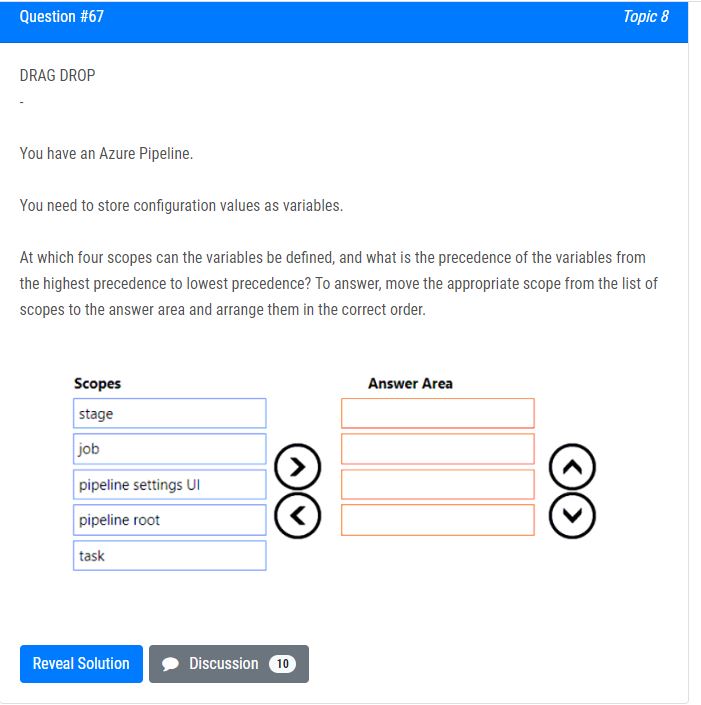 Question #67
Topic 8
DRAG DROP
-
You have an Azure Pipeline.
You need to store configuration values as variables.
At which four scopes can the variables be defined, and what is the precedence of the variables from
the highest precedence to lowest precedence? To answer, move the appropriate scope from the list of
scopes to the answer area and arrange them in the correct order.
Scopes
Answer Area
stage
job
pipeline settings UI
pipeline root
task
Reveal Solution
Discussion 10